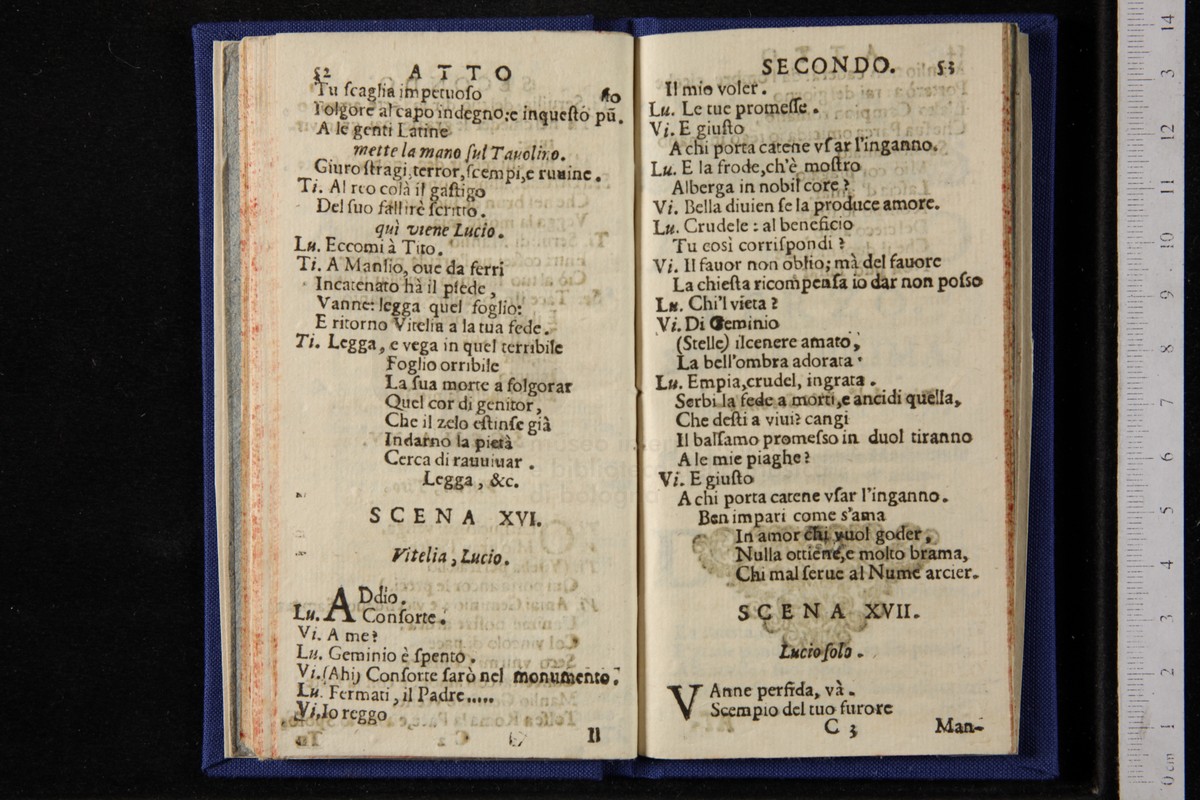 52 ATTO
Tu ſcaglia impetuoſo
Folgore al capo indegno: e inqueſto pũ.
ſto
A le genti Latine
mette la mano ſul Tauolino.
Giuro ſtragi, terror, ſcempi, e ruuine.
Ti. Al reo colà il gaſtigo
Del ſuo fallirè ſcritto.
quì viene Lucio.
Lu. Eccomi à Tito.
Ti. A Manlio, oue da ferri
Incatenato hà il piede,
Vanne: legga quel foglio:
E ritorno Vitelia a la tua fede.
Ti. Legga, e vega in quel terribile
Foglio orribile
La ſua morte a folgorar
Quel cor di genitor,
Che il zelo eſtinſe già
Indarno la pietà
Cerca di rauuiuar.
Legga, &c.
SCENA XVI.
Vitelia, Lucio.
ADdio.
Lu. Conſorte.
Vi. A me?
Lu. Geminio è ſpento.
Vi. (Ahi) Conſorte ſarò nel monumento.
Lu. Fermati, il Padre.....
Vi. Io reggo
Il
SECONDO. 53
Il mio voler.
Lu. Le tue promeſſe.
Vi. E giuſto
A chi porta catene vſar l'inganno.
Lu. E la frode, ch'è moſtro
Alberga in nobil core?
Vi. Bella diuien ſe la produce amore.
Lu. Crudele: al beneficio
Tu così corriſpondi?
Vi. Il fauor non oblio; mà del fauore
La chieſta ricompenſa io dar non poſſo
Lu. Chi'l vieta?
Vi. Di Geminio
(Stelle) ilcenere amato,
La bell'ombra adorata.
Lu. Empia, crudel, ingrata.
Serbi la fede a morti, e ancidi quella,
Che deſti a viui? cangi
Il balſamo promeſso in duol tiranno
A le mie piaghe?
Vi. E giuſto
A chi porta catene vſar l'inganno.
Ben impari come s'ama
In amor chi vuol goder,
Nulla ottiene, e molto brama,
Chi mal ſerue al Nume arcier.
SCENA XVII.
Lucio ſolo.
VAnne perfida, và.
Scempio del tuo furore
C 3 Man-